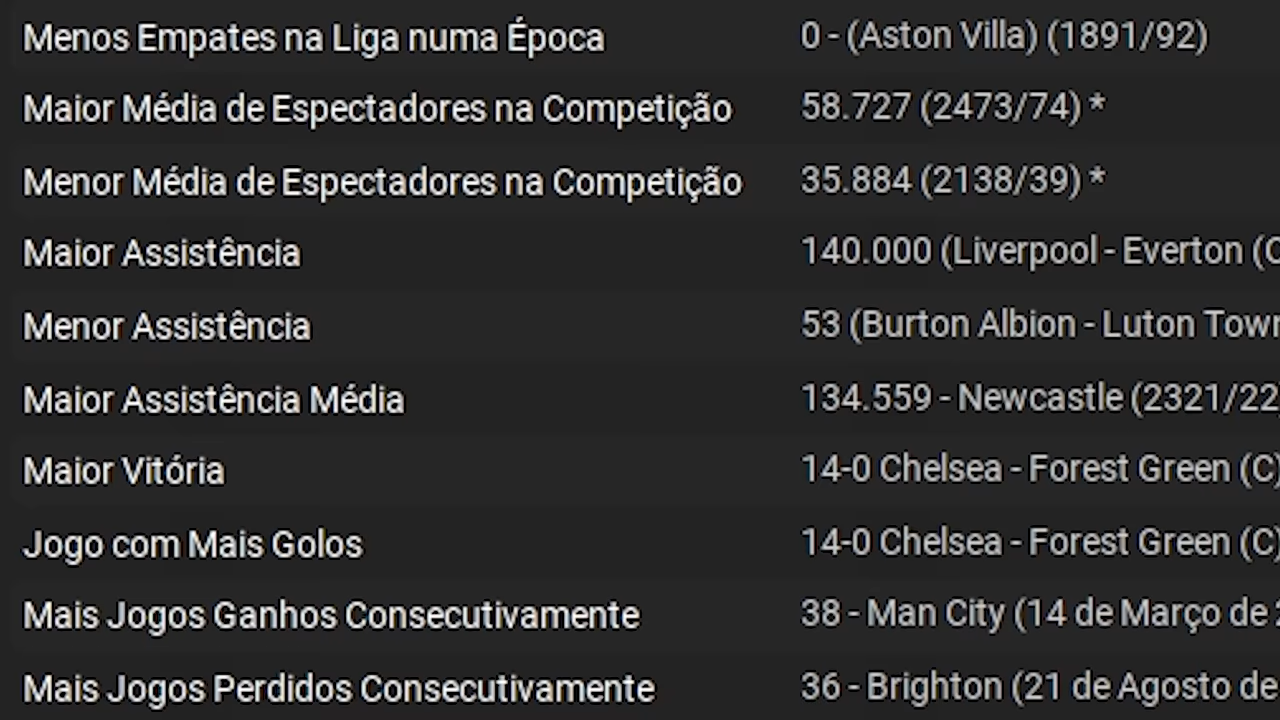 Menos Empates na Liga numa Época 0 - (Aston Villa) (1891/92)
Maior Média de Espectadores na Competição 58.727 (2473/74) *
Menor Média de Espectadores na Competição 35.884 (2138/39) *
Maior Assistência 140.000 (Liverpool - Everton (
Menor Assistência 53 (Burton Albion - Luton Town
Maior Assistência Média 134.559 - Newcastle (2321/22
Maior Vitória 14-0 Chelsea - Forest Green (C)
Jogo com Mais Golos 14-0 Chelsea - Forest Green (C)
Mais Jogos Ganhos Consecutivamente 38 - Man City (14 de Março de
Mais Jogos Perdidos Consecutivamente 36 - Brighton (21 de Agosto de